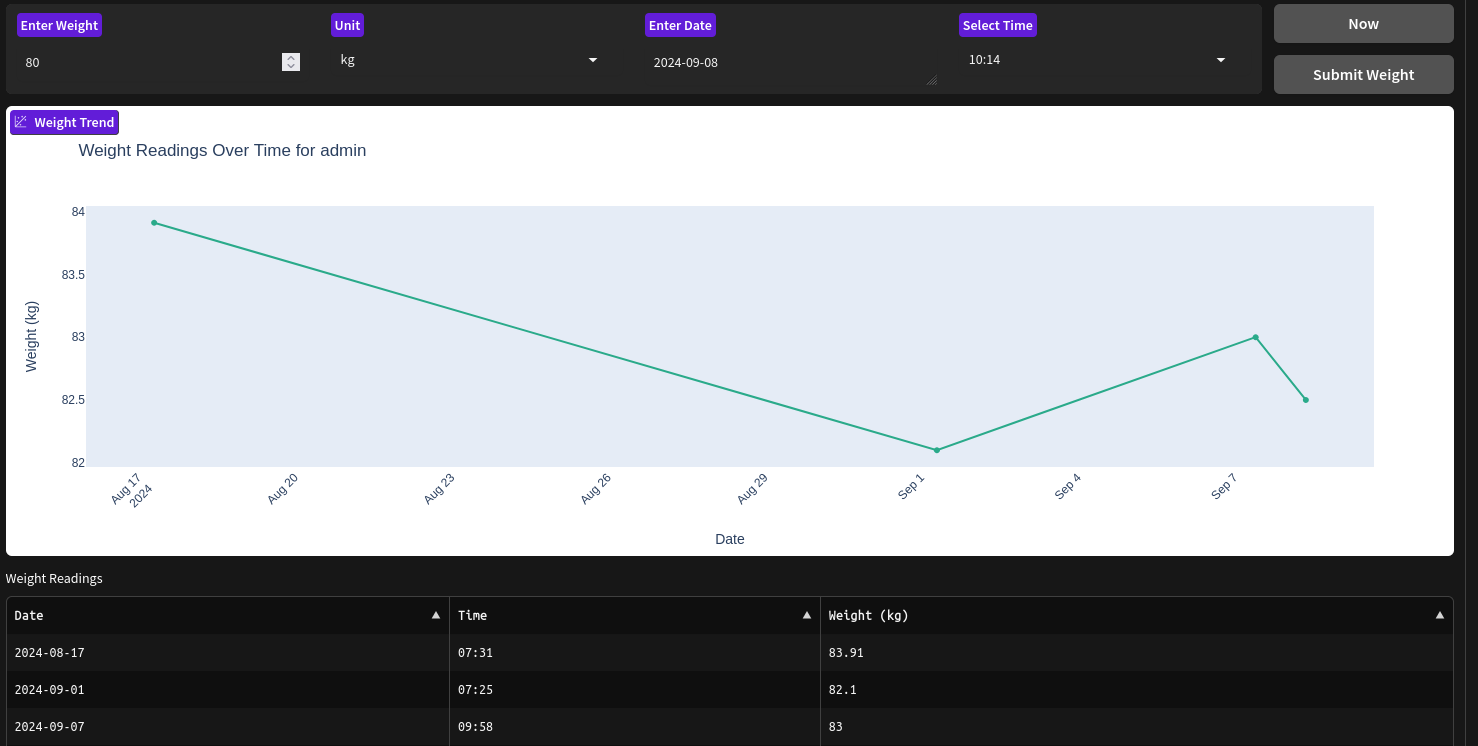 Enter Weight Unit Enter Date Select Time Now
80 kg 2024-09-08 10:14
Submit Weight
Weight Trend
Weight Readings Over Time for admin
84
83.5
83
82.5
82
Weight (kg)
Aug 17 Aug 20 Aug 23 Aug 26 Aug 29 Sep 1 Sep 4 Sep 7
2024
Date
Weight Readings
Date Time Weight (kg)
2024-08-17 07:31 83.91
2024-09-01 07:25 82.1
2024-09-07 09:58 83